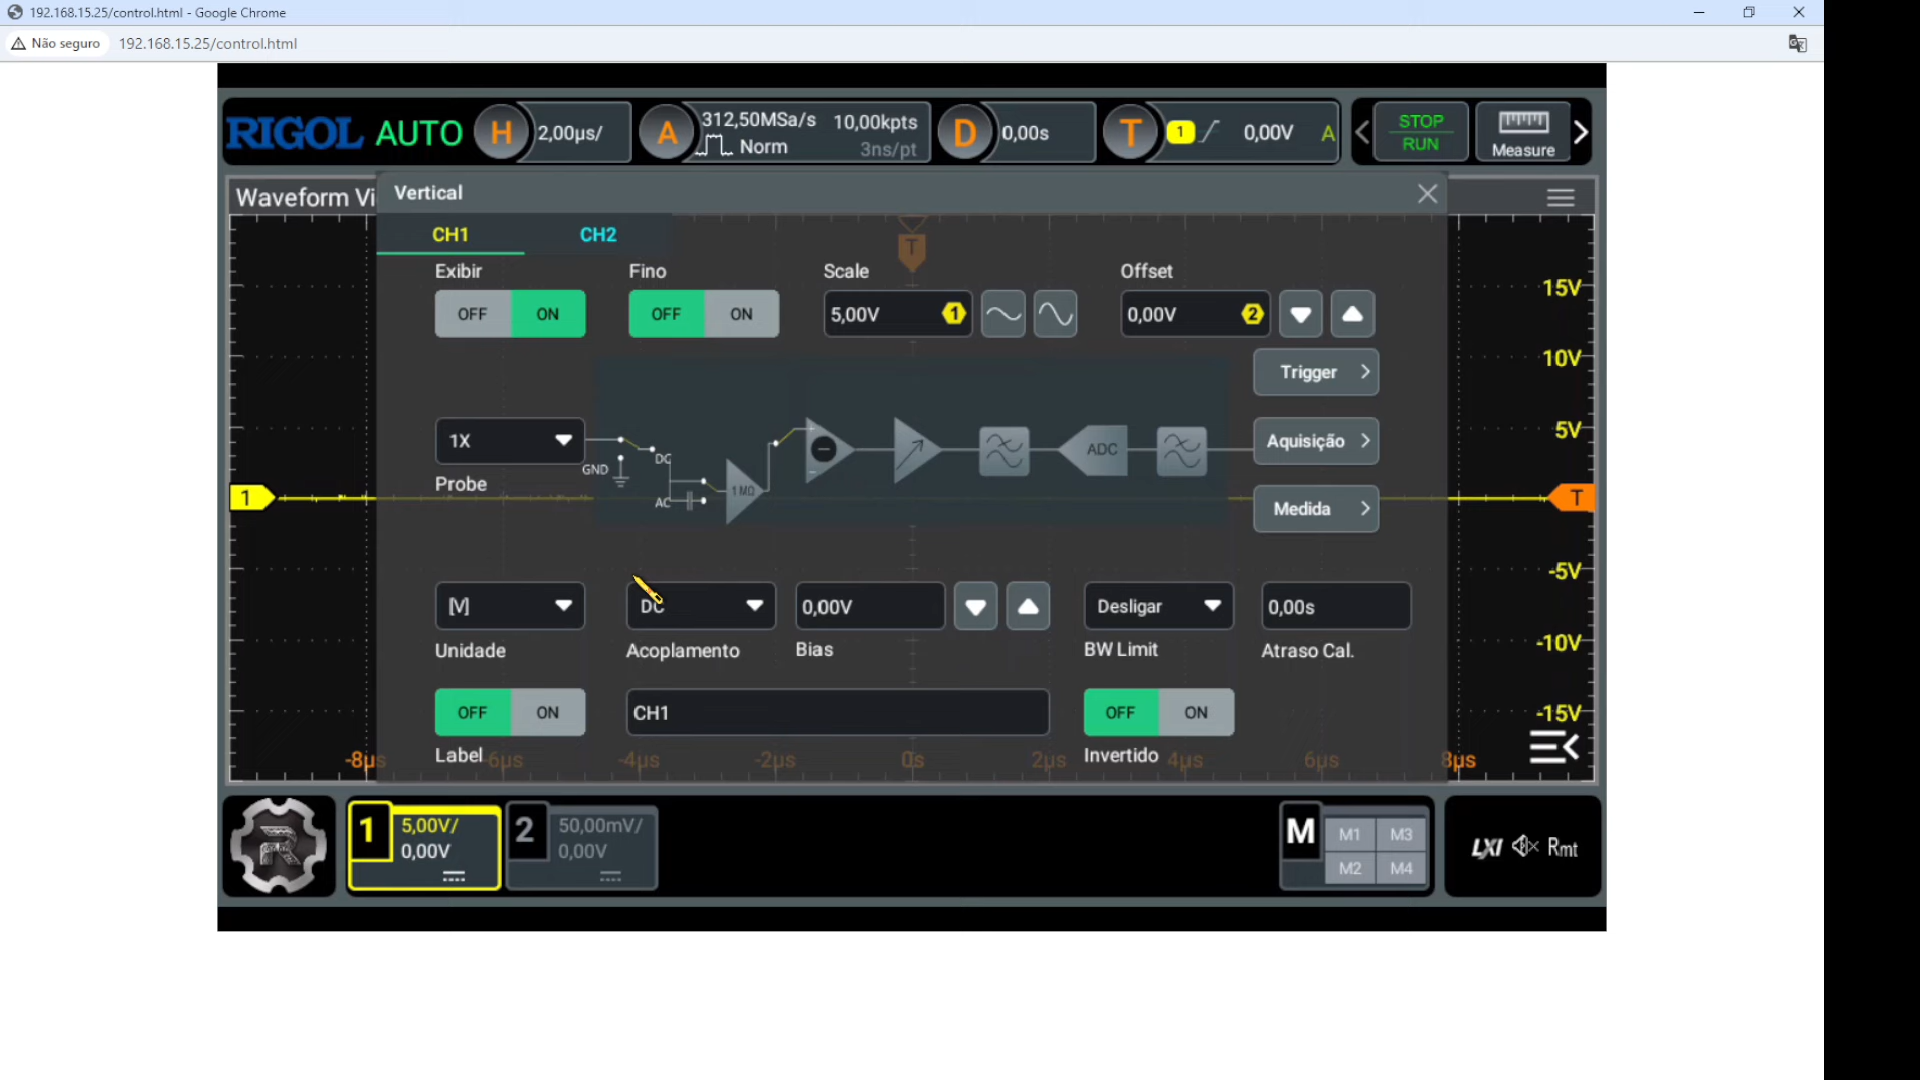 192.168.15.25/control.html - Google Chrome
Não seguro 192.168.15.25/control.html
RIGOL AUTO H 2,00µs/ A 312,50MSa/s 10,00kpts Norm 3ns/pt D 0,00s T 1 0,00V A STOP RUN Measure
Waveform Vi
Vertical
CH1 CH2
T
Exibir Fino Scale Offset
15V
OFF ON OFF ON 5,00V 1 0,00V 2
10V
Trigger
5V
1X
GND
DC
AC
1 MΩ
ADC
Aquisição
Probe
1
T
Medida
-5V
[V] DC 0,00V Desligar 0,00s
Unidade Acoplamento Bias BW Limit Atraso Cal.
-10V
OFF ON CH1 OFF ON
-15V
Label Invertido
-8µs -6µs -4µs -2µs 0s 2µs 4µs 6µs 8µs
1 5,00V/ 0,00V
2 50,00mV/ 0,00V
M M1 M3
M2 M4
LXI Rmt